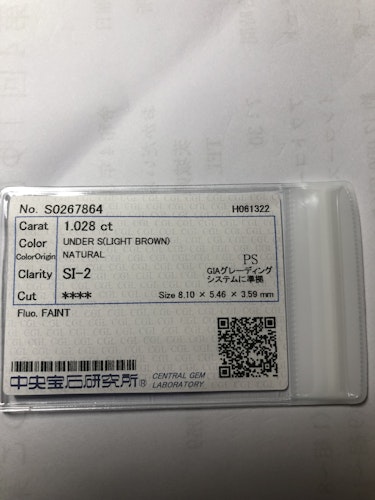 No. S0267864 H061322
Carat 1.028 ct
Color UNDER S(LIGHT BROWN)
ColorOrigin NATURAL
PS
Clarity SI-2
GIAグレーディング
システムに準拠
Cut **** Size 8.10 × 5.46 × 3.59 mm
Fluo. FAINT
中央宝石研究所®
CENTRAL GEM
LABORATORY